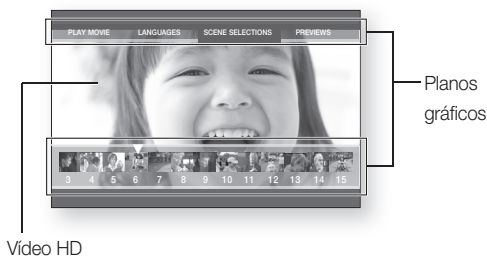 PLAY MOVIE LANGUAGES SCENE SELECTIONS PREVIEWS
Planos
gráficos
3 4 5 6 7 8 9 10 11 12 13 14 15
Vídeo HD